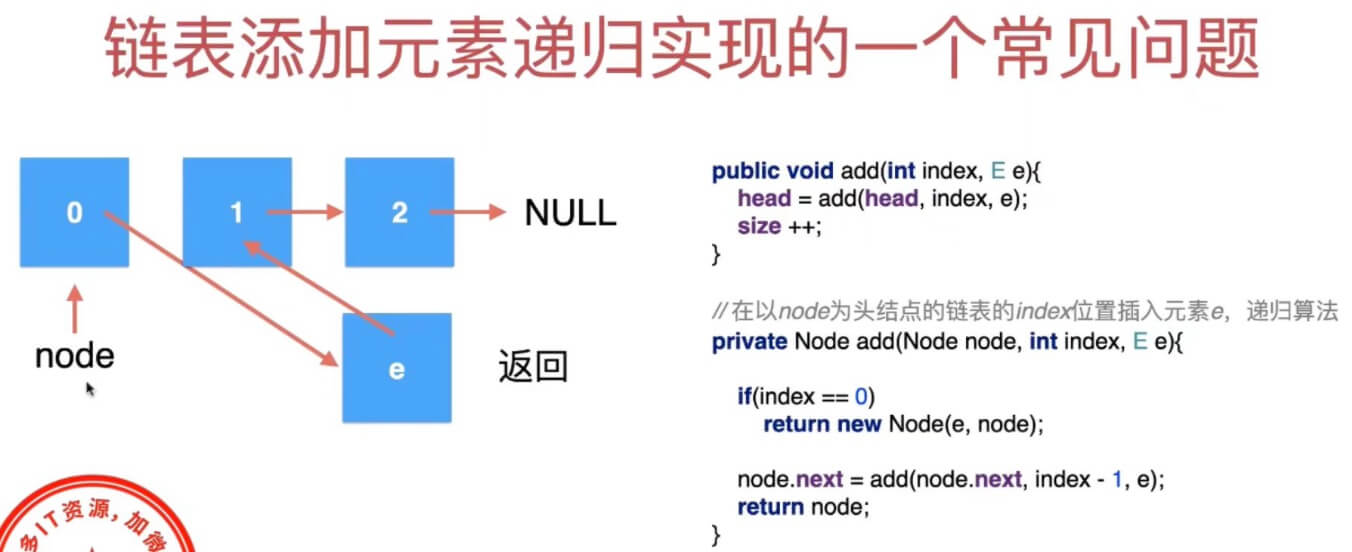 链表添加元素递归实现的一个常见问题
0
1
2
NULL
node
e
返回
public void add(int index, E e){
head = add(head, index, e);
size ++;
}
//在以node为头结点的链表的index位置插入元素e，递归算法
private Node add(Node node, int index, E e){
if(index == 0)
return new Node(e, node);
node.next = add(node.next, index - 1, e);
return node;
}
多IT资源，加微